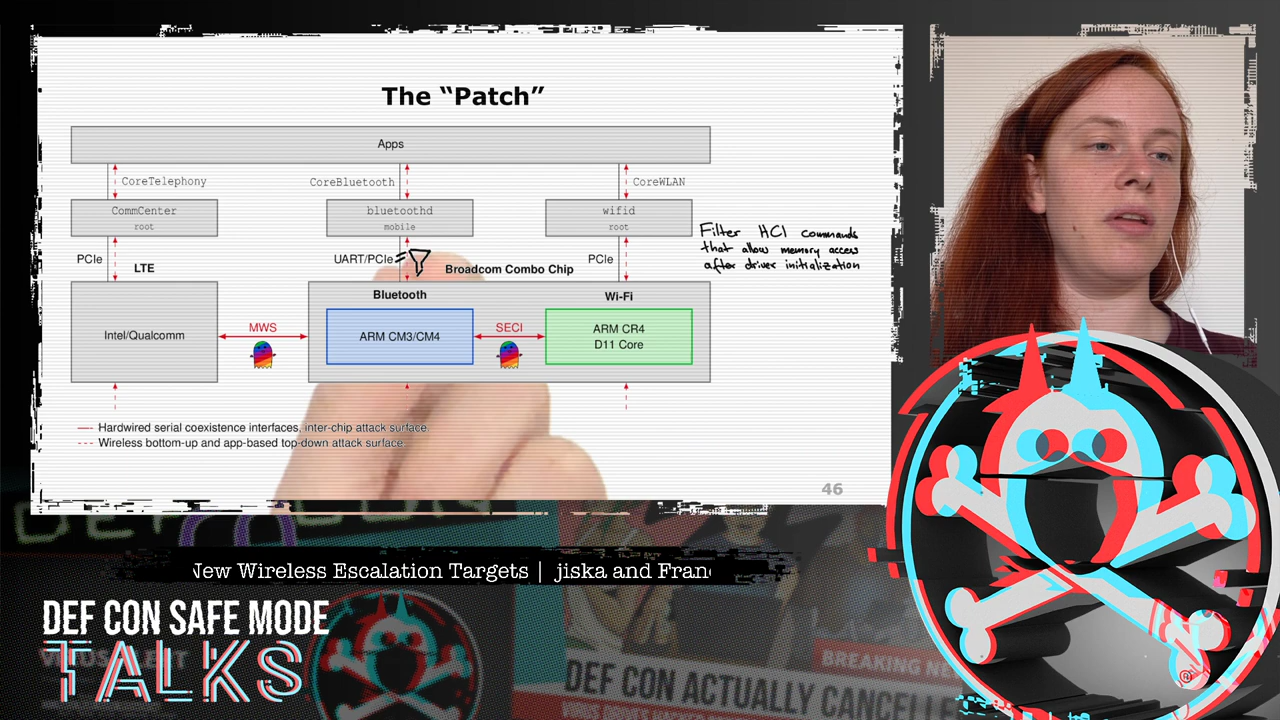 The “Patch”
Apps
CoreTelephony
CoreBluetooth
CoreWLAN
CommCenter
root
bluetoothd
mobile
wifid
root
Filter HCI commands
that allow memory access
after driver initialization
PCIe
LTE
UART/PCIe
Broadcom Combo Chip
PCIe
Bluetooth
Wi-Fi
Intel/Qualcomm
MWS
ARM CM3/CM4
SECI
ARM CR4
D11 Core
Hardwired serial coexistence interfaces, inter-chip attack surface.
Wireless bottom-up and app-based top-down attack surface.
46
Wireless Escalation Targets | jiska and
DEF CON SAFE MODE
TALKS
BREAKING
DEF CON ACTUALLY
®